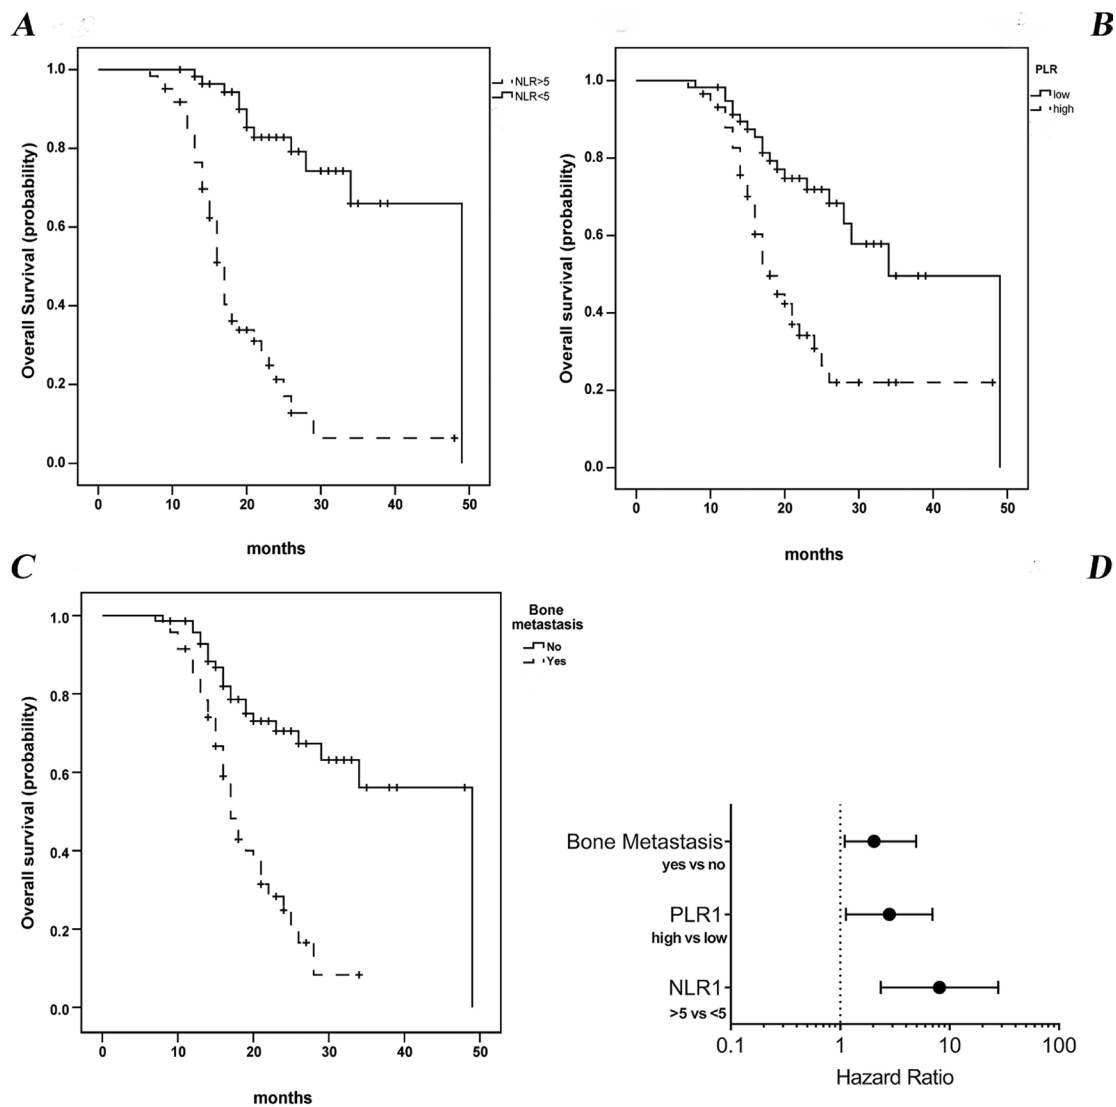 A
B
1.0
0.8
0.6
0.4
0.2
0.0
Overall Survival (probability)
0 10 20 30 40 50
months
NLR>5
NLR<5
1.0
0.8
0.6
0.4
0.2
0.0
Overall survival (probability)
0 10 20 30 40 50
months
PLR
low
high
C
D
1.0
0.8
0.6
0.4
0.2
0.0
Overall survival (probability)
0 10 20 30 40 50
months
Bone
metastasis
No
Yes
Bone Metastasis
yes vs no
PLR1
high vs low
NLR1
>5 vs <5
0.1 1 10 100
Hazard Ratio